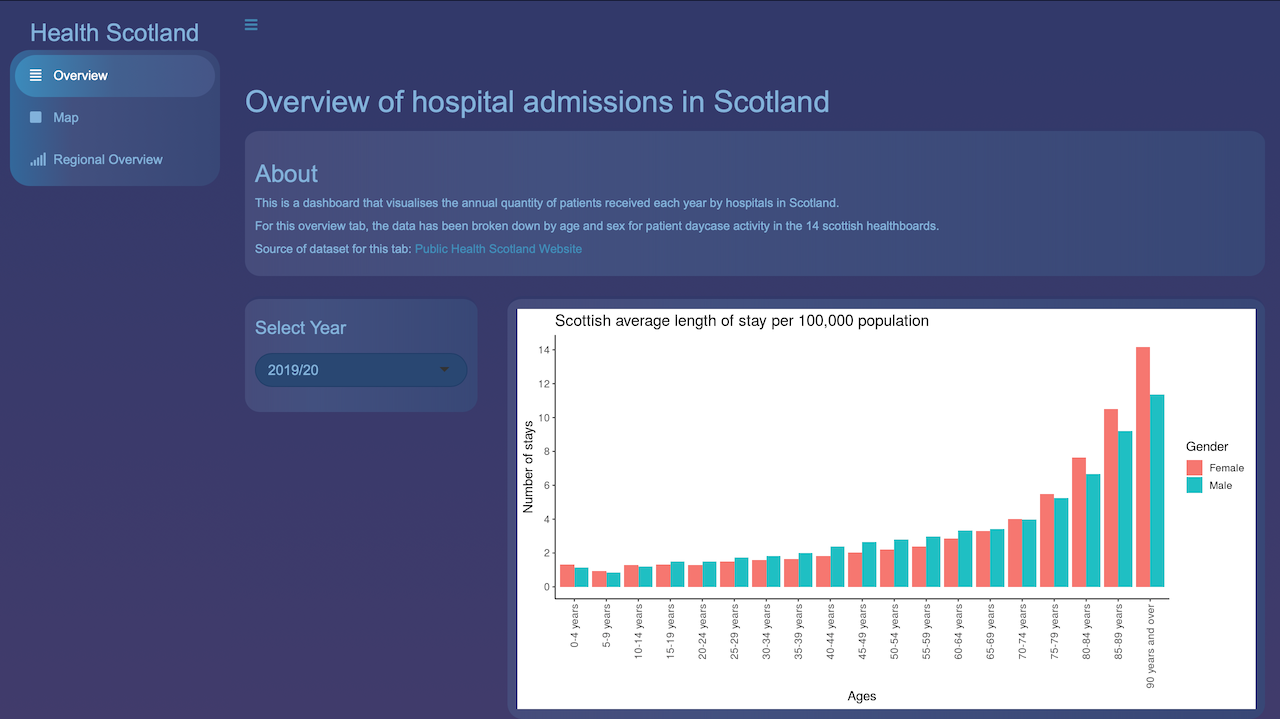 Health Scotland
Overview
Map
Regional Overview
Overview of hospital admissions in Scotland
About
This is a dashboard that visualises the annual quantity of patients received each year by hospitals in Scotland.
For this overview tab, the data has been broken down by age and sex for patient daycase activity in the 14 scottish healthboards.
Source of dataset for this tab: Public Health Scotland Website
Select Year
2019/20
Scottish average length of stay per 100,000 population
Number of stays
14
12
10
8
6
4
2
0
0-4 years
5-9 years
10-14 years
15-19 years
20-24 years
25-29 years
30-34 years
35-39 years
40-44 years
45-49 years
50-54 years
55-59 years
60-64 years
65-69 years
70-74 years
75-79 years
80-84 years
85-89 years
90 years and over
Ages
Gender
Female
Male